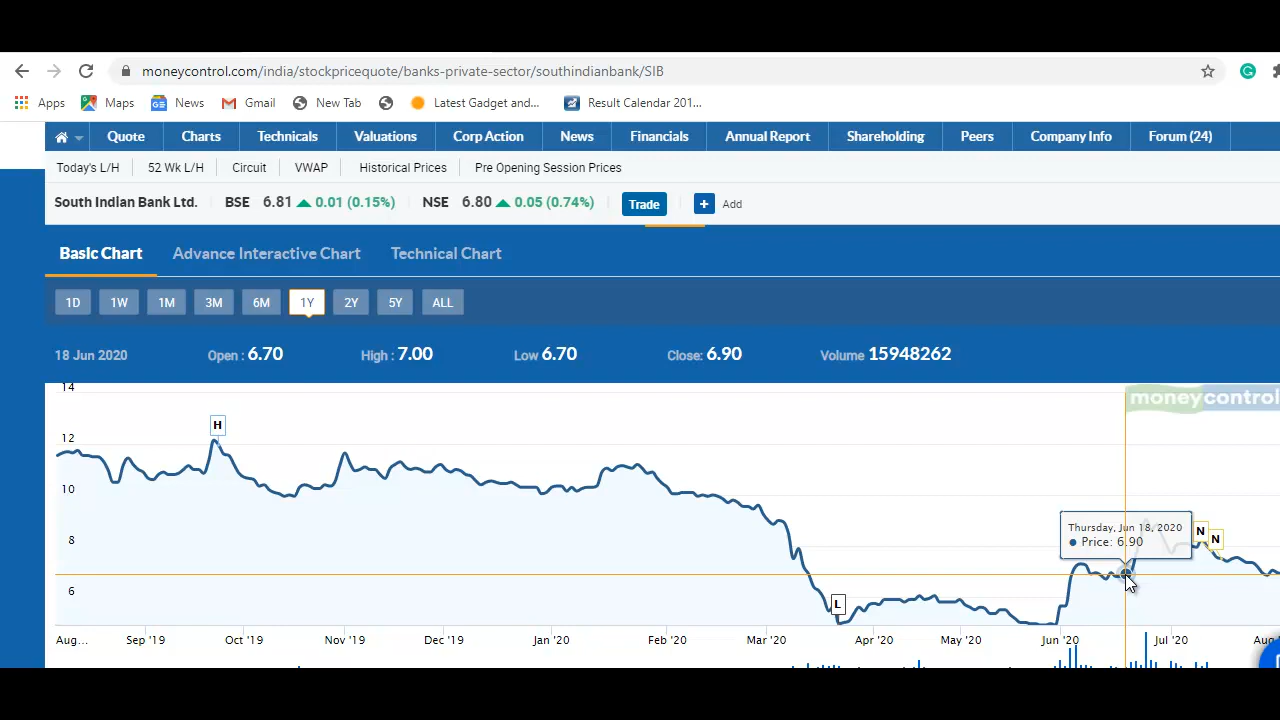 moneycontrol.com/india/stockpricequote/banks-private-sector/southindianbank/SIB
Apps Maps News Gmail New Tab Latest Gadget and... Result Calendar 201...
Quote Charts Technicals Valuations Corp Action News Financials Annual Report Shareholding Peers Company Info Forum (24)
Today's L/H 52 Wk L/H Circuit VWAP Historical Prices Pre Opening Session Prices
South Indian Bank Ltd. BSE 6.81 0.01 (0.15%) NSE 6.80 0.05 (0.74%) Trade + Add
Basic Chart Advance Interactive Chart Technical Chart
1D 1W 1M 3M 6M 1Y 2Y 5Y ALL
18 Jun 2020 Open : 6.70 High : 7.00 Low 6.70 Close: 6.90 Volume 15948262
14
moneycontrol
H
12
10
Thursday, Jun 18, 2020
N N
8
Price: 6.90
6
L
Aug... Sep '19 Oct '19 Nov '19 Dec '19 Jan '20 Feb '20 Mar '20 Apr '20 May '20 Jun '20 Jul '20